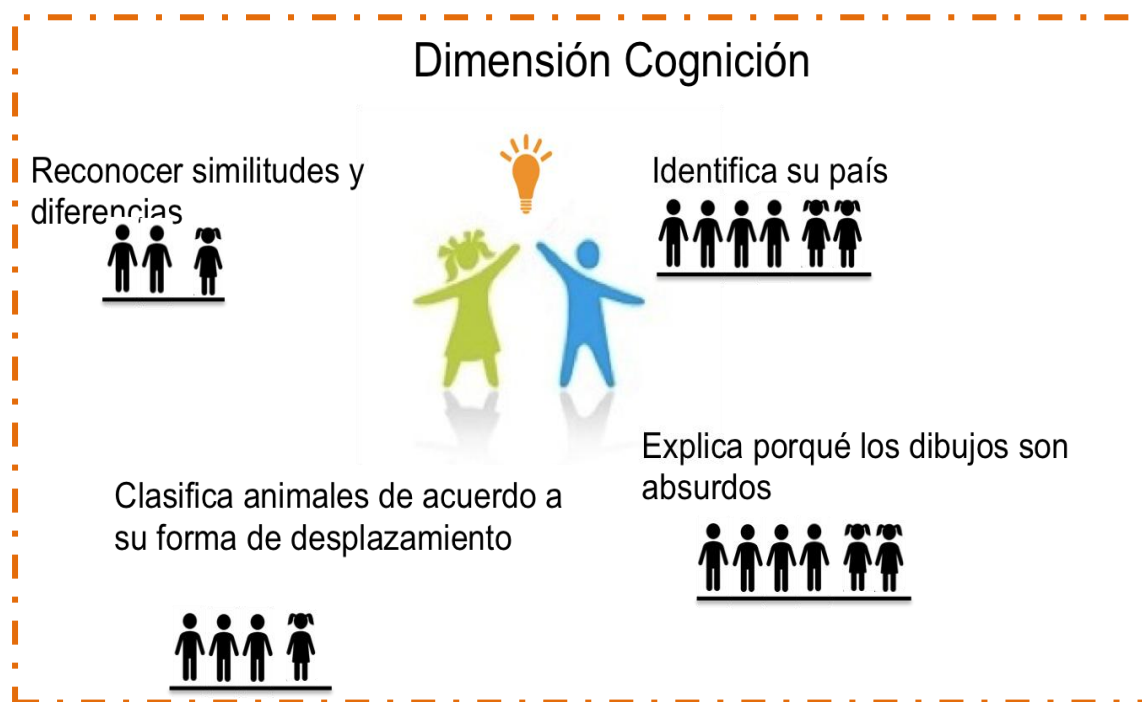 Dimensión Cognición
Reconocer similitudes y
diferencias
Identifica su país
Explica porqué los dibujos son
absurdos
Clasifica animales de acuerdo a
su forma de desplazamiento